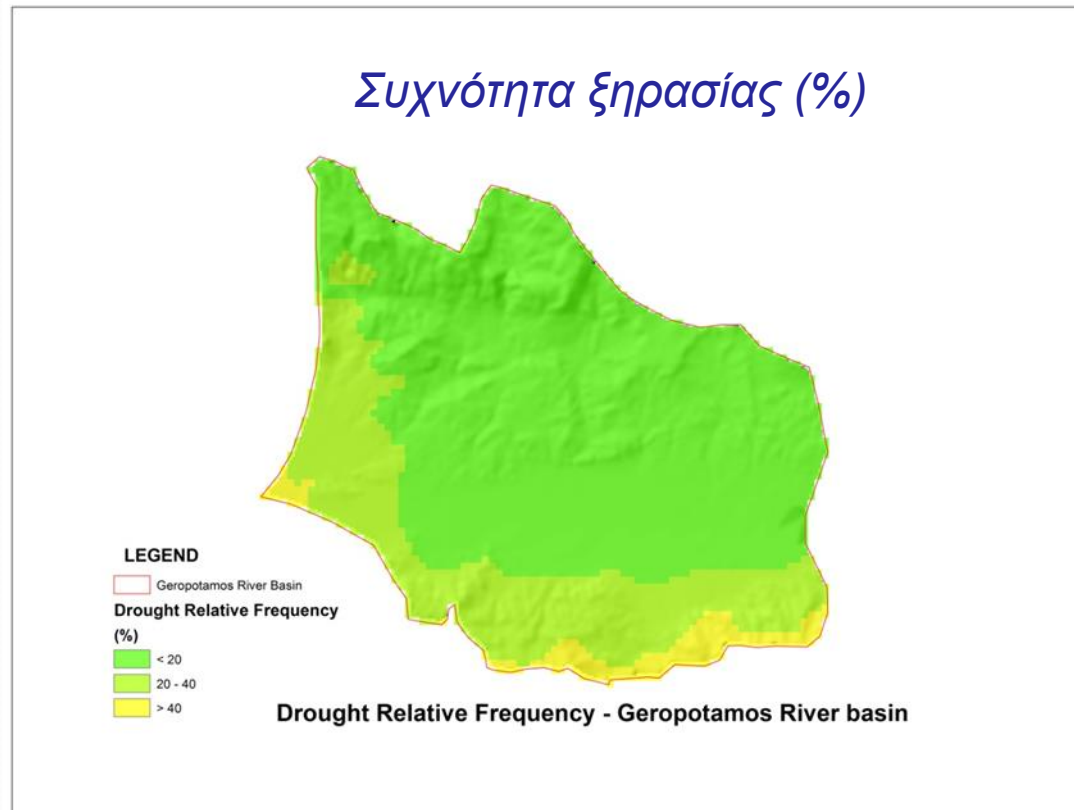 Συχνότητα ξηρασίας (%)
LEGEND
Geropotamos River Basin
Drought Relative Frequency
(%)
< 20
20 - 40
> 40
Drought Relative Frequency - Geropotamos River basin